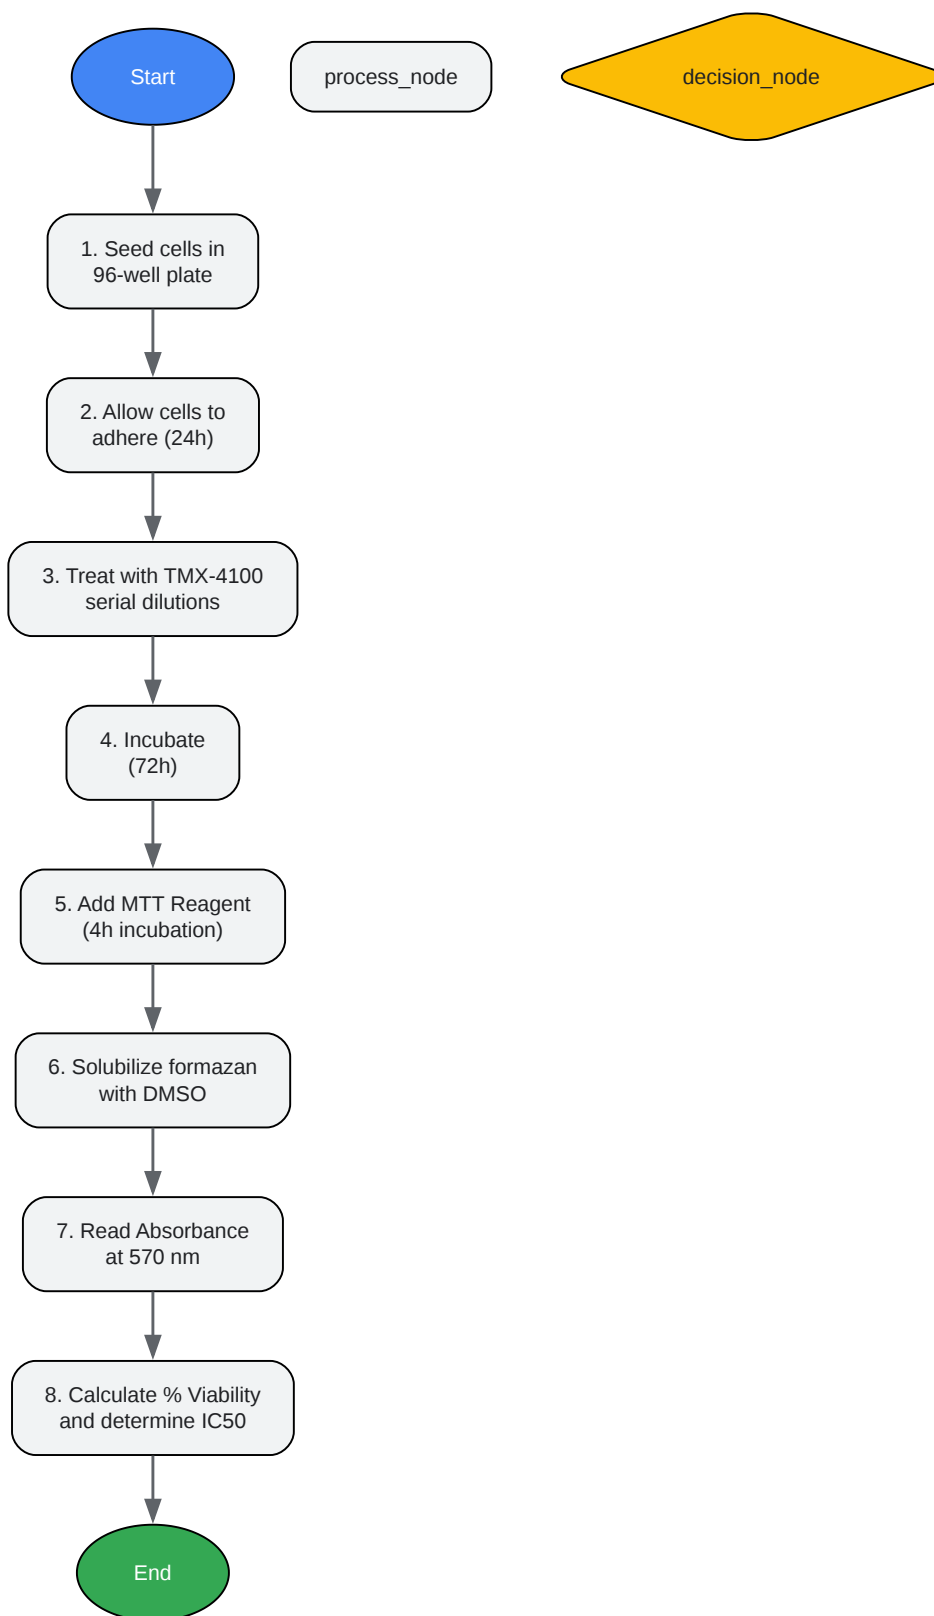 Start
process_node
decision_node
1. Seed cells in
96-well plate
2. Allow cells to
adhere (24h)
3. Treat with TMX-4100
serial dilutions
4. Incubate
(72h)
5. Add MTT Reagent
(4h incubation)
6. Solubilize formazan
with DMSO
7. Read Absorbance
at 570 nm
8. Calculate % Viability
and determine IC50
End